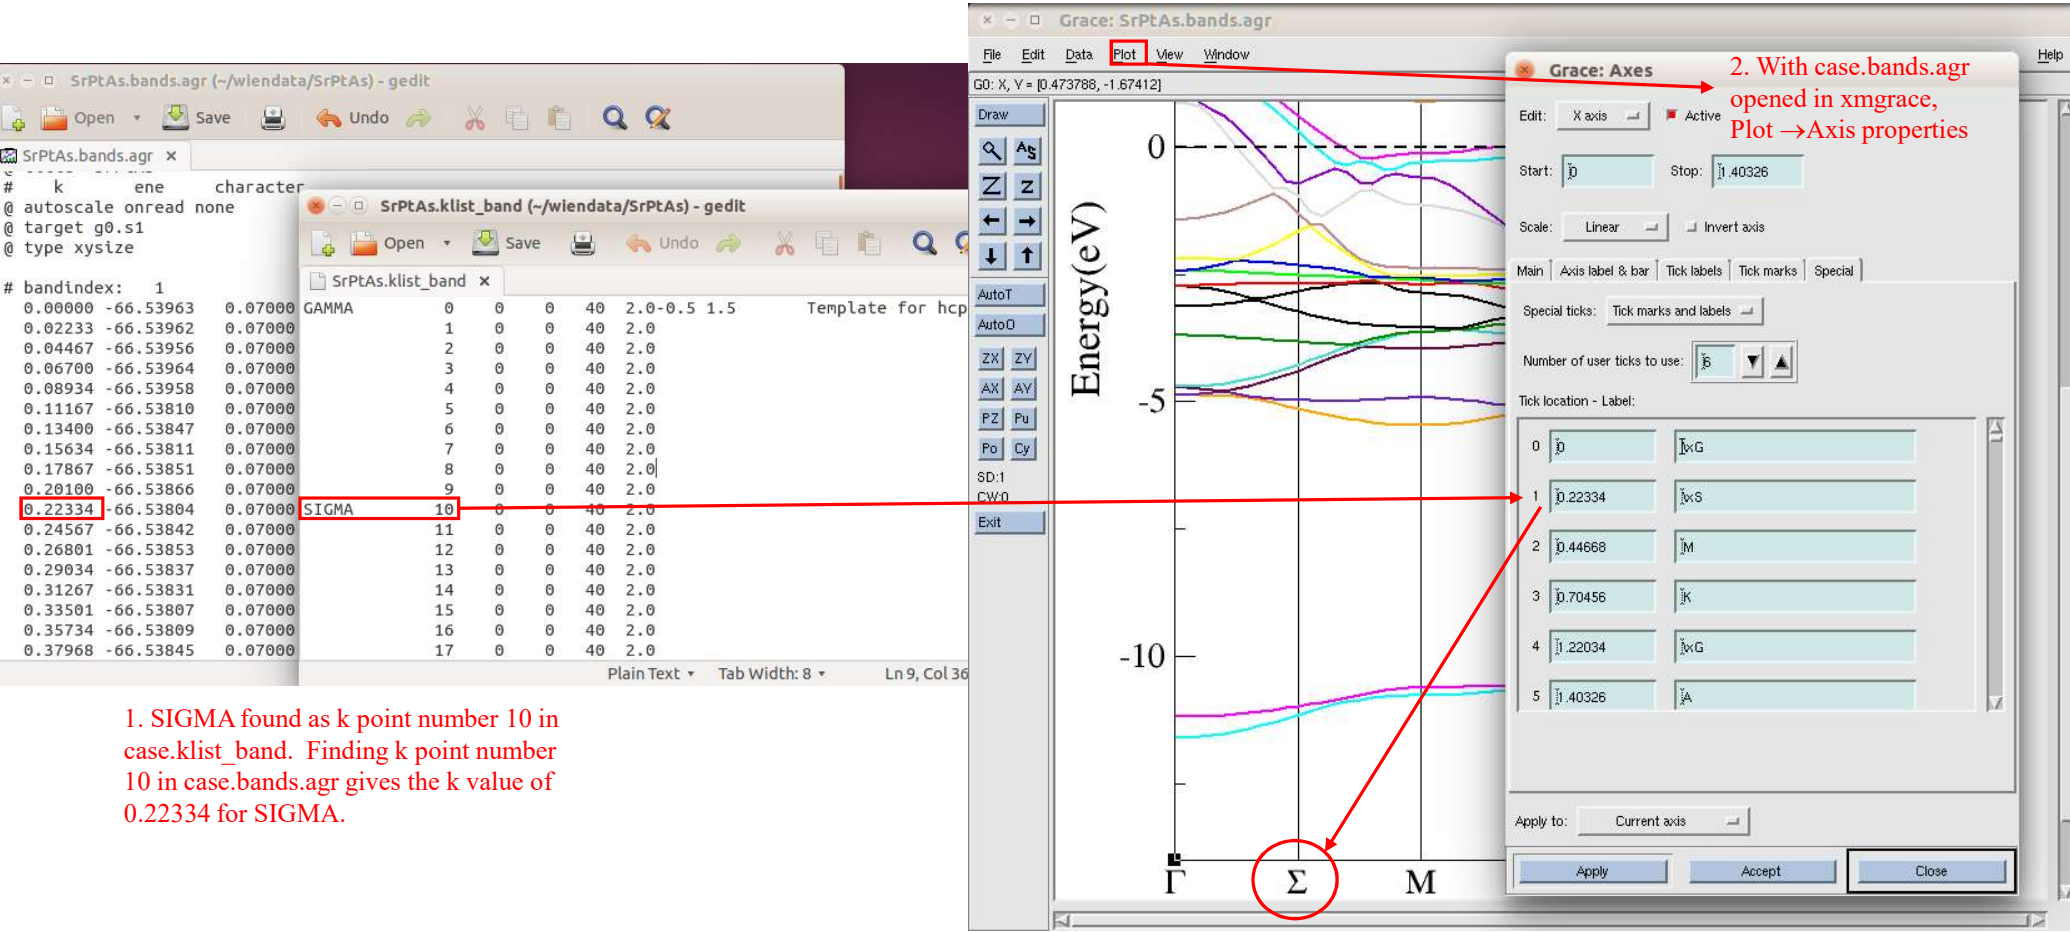 SrPtAs.bands.agr (~/wiendata/SrPtAs) - gedit
Open Save Undo
SrPtAs.bands.agr ×
# k ene character
@ autoscale onread none
@ target g0.s1
@ type xysize
# bandindex: 1
0.00000 -66.53963 0.07000
0.02233 -66.53962 0.07000
0.04467 -66.53956 0.07000
0.06700 -66.53964 0.07000
0.08934 -66.53958 0.07000
0.11167 -66.53810 0.07000
0.13400 -66.53847 0.07000
0.15634 -66.53811 0.07000
0.17867 -66.53851 0.07000
0.20100 -66.53866 0.07000
0.22334 -66.53804 0.07000
0.24567 -66.53842 0.07000
0.26801 -66.53853 0.07000
0.29034 -66.53837 0.07000
0.31267 -66.53831 0.07000
0.33501 -66.53807 0.07000
0.35734 -66.53809 0.07000
0.37968 -66.53845 0.07000
SrPtAs.klist_band (~/wiendata/SrPtAs) - gedit
Open Save Undo
SrPtAs.klist_band ×
GAMMA 0 0 0 40 2.0-0.5 1.5 Template for hcp
1 0 0 40 2.0
2 0 0 40 2.0
3 0 0 40 2.0
4 0 0 40 2.0
5 0 0 40 2.0
6 0 0 40 2.0
7 0 0 40 2.0
8 0 0 40 2.0
9 0 0 40 2.0
SIGMA 10 0 0 40 2.0
11 0 0 40 2.0
12 0 0 40 2.0
13 0 0 40 2.0
14 0 0 40 2.0
15 0 0 40 2.0
16 0 0 40 2.0
17 0 0 40 2.0
Plain Text Tab Width: 8 Ln 9, Col 36
1. SIGMA found as k point number 10 in
case.klist_band. Finding k point number
10 in case.bands.agr gives the k value of
0.22334 for SIGMA.
Grace: SrPtAs.bands.agr
File Edit Data Plot View Window Help
G0: X, Y = [0.473788, -1.67412]
Draw
AS
Z z
AutoT
AutoO
ZX ZY
AX AY
PZ Pu
Po Cy
SD:1
CW:0
Exit
Energy(eV)
0
-5
-10
Γ Σ M
Grace: Axes
2. With case.bands.agr
opened in xmgrace,
Plot →Axis properties
Edit: X axis Active
Start: 0 Stop: 1.40326
Scale: Linear Invert axis
Main Axis label & bar Tick labels Tick marks Special
Special ticks: Tick marks and labels
Number of user ticks to use: 6
Tick location - Label:
0 0 \xG
1 0.22334 \xS
2 0.44668 M
3 0.70456 K
4 1.22034 \xG
5 1.40326 A
Apply to: Current axis
Apply Accept Close